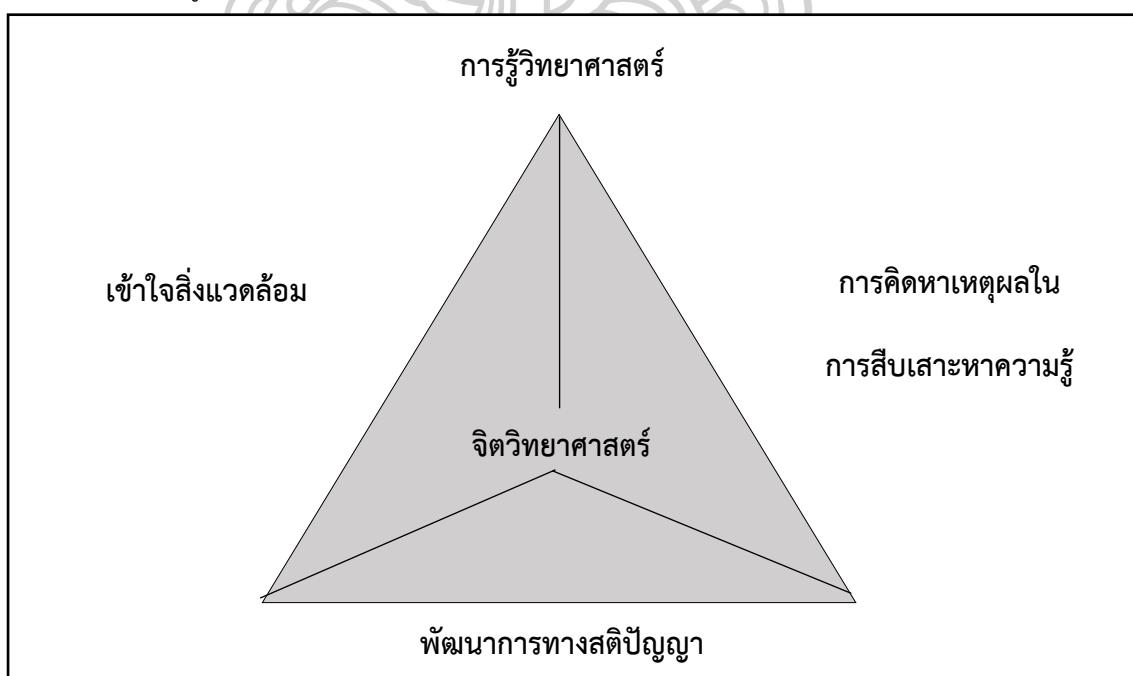 การรู้วิทยาศาสตร์
เข้าใจสิ่งแวดล้อม
การคิดหาเหตุผลใน
การสืบเสาะหาความรู้
จิตวิทยาศาสตร์
พัฒนาการทางสติปัญญา